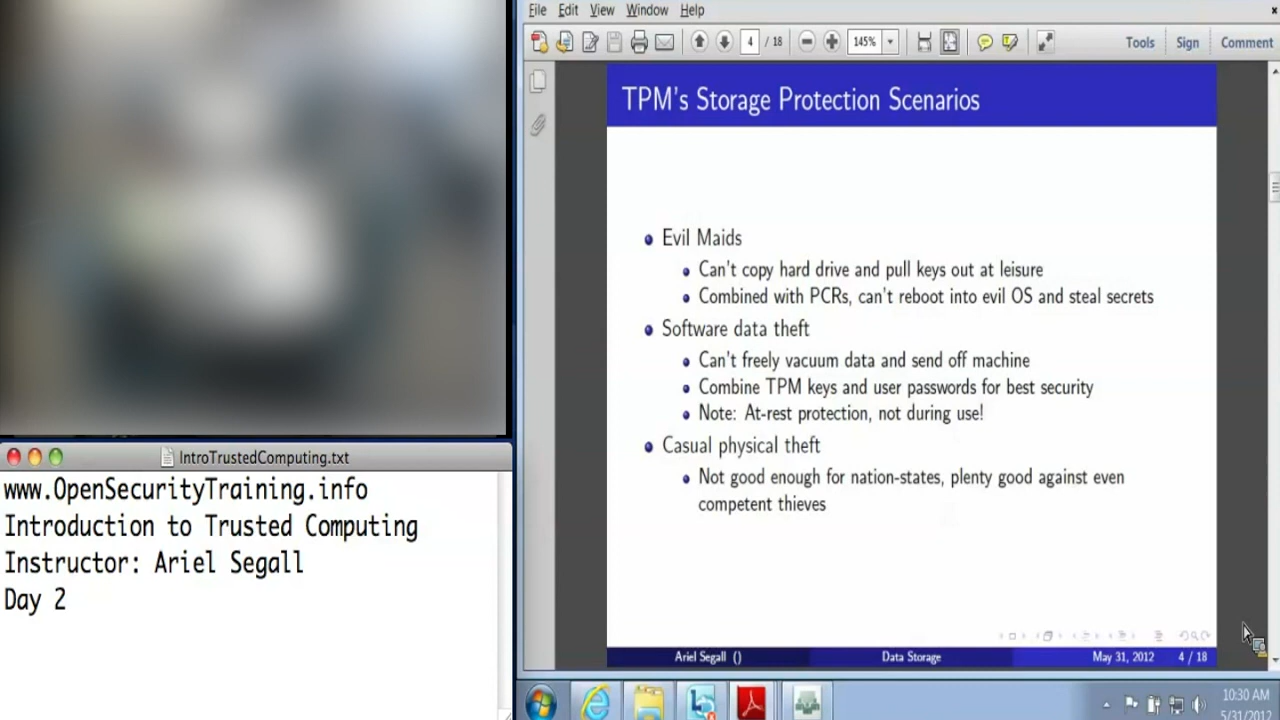 File Edit View Window Help
4 / 18 145% Tools Sign Comment
TPM's Storage Protection Scenarios
Evil Maids
Can't copy hard drive and pull keys out at leisure
Combined with PCRs, can't reboot into evil OS and steal secrets
Software data theft
Can't freely vacuum data and send off machine
Combine TPM keys and user passwords for best security
Note: At-rest protection, not during use!
Casual physical theft
Not good enough for nation-states, plenty good against even
competent thieves
Ariel Segall () Data Storage May 31, 2012 4 / 18
IntroTrustedComputing.txt
www.OpenSecurityTraining.info
Introduction to Trusted Computing
Instructor: Ariel Segall
Day 2
10:30 AM
5/31/2012